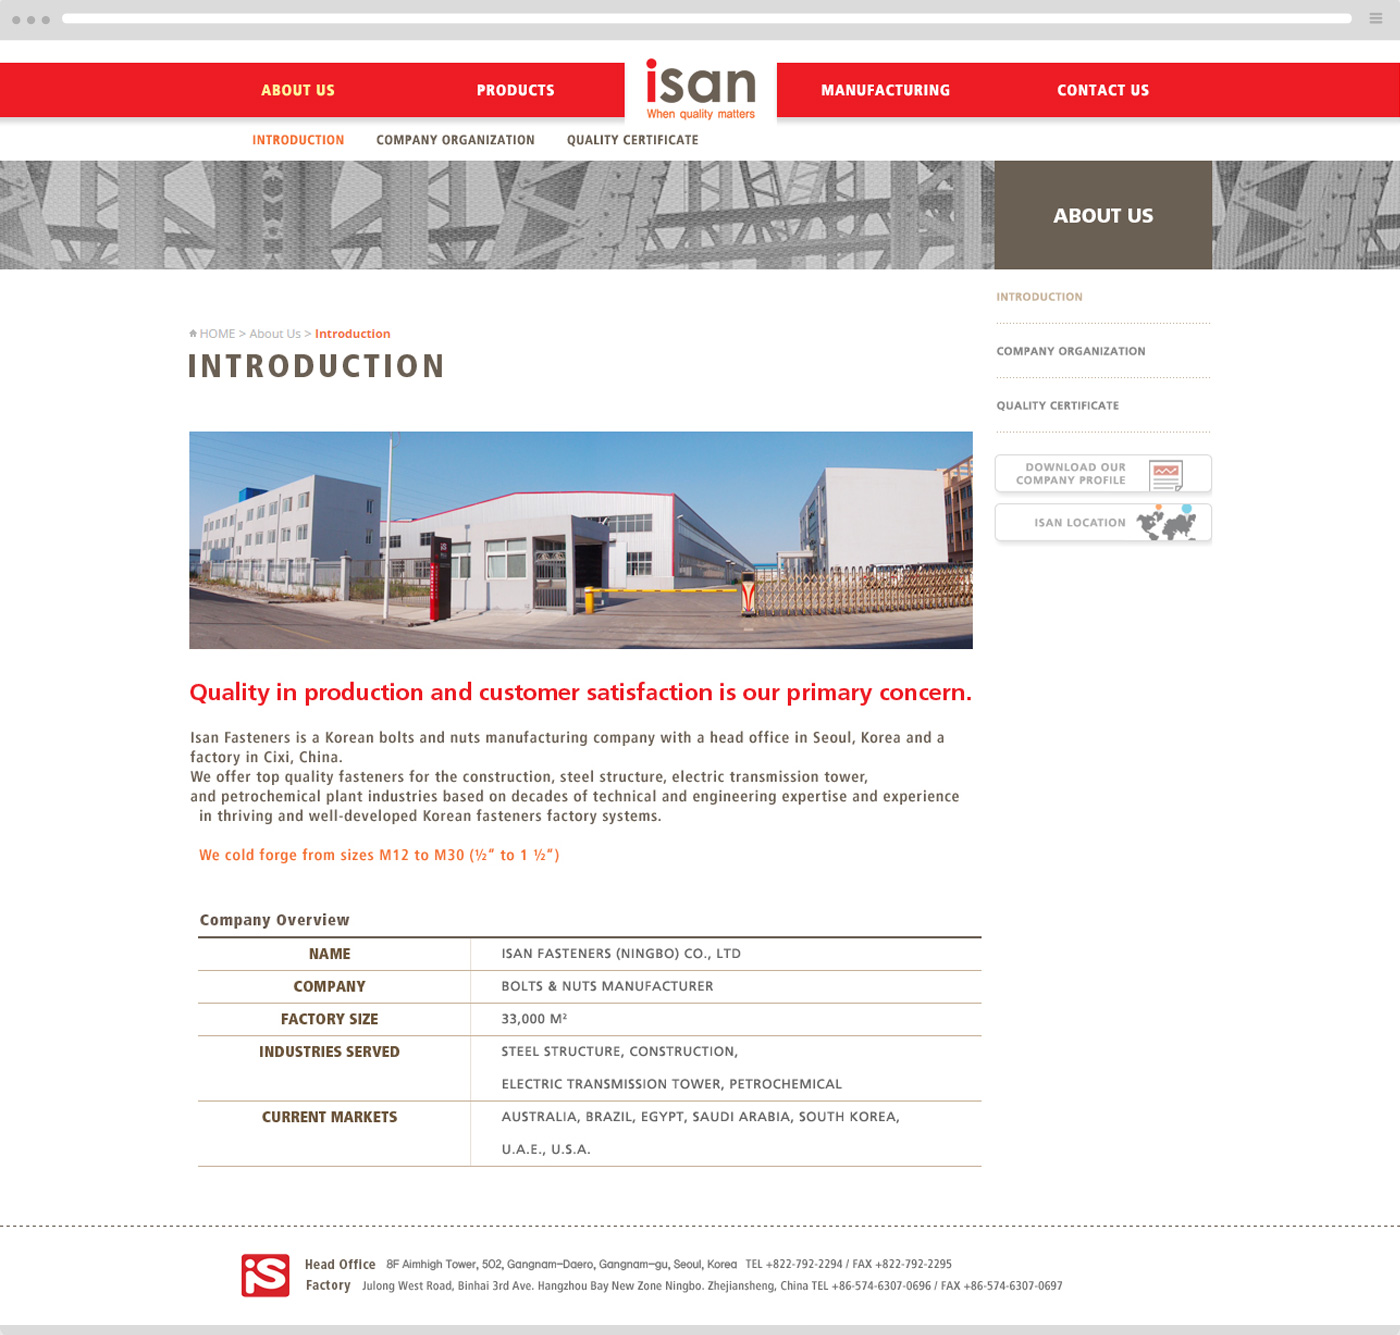 ABOUT US
PRODUCTS
isan
When quality matters
MANUFACTURING
CONTACT US
INTRODUCTION
COMPANY ORGANIZATION
QUALITY CERTIFICATE
ABOUT US
INTRODUCTION
COMPANY ORGANIZATION
QUALITY CERTIFICATE
DOWNLOAD OUR
COMPANY PROFILE
ISAN LOCATION
HOME > About Us > Introduction
INTRODUCTION
iS
Quality in production and customer satisfaction is our primary concern.
Isan Fasteners is a Korean bolts and nuts manufacturing company with a head office in Seoul, Korea and a
factory in Cixi, China.
We offer top quality fasteners for the construction, steel structure, electric transmission tower,
and petrochemical plant industries based on decades of technical and engineering expertise and experience
in thriving and well-developed Korean fasteners factory systems.
We cold forge from sizes M12 to M30 (½“ to 1 ½“)
Company Overview
NAME ISAN FASTENERS (NINGBO) CO., LTD
COMPANY BOLTS & NUTS MANUFACTURER
FACTORY SIZE 33,000 M²
INDUSTRIES SERVED STEEL STRUCTURE, CONSTRUCTION,
ELECTRIC TRANSMISSION TOWER, PETROCHEMICAL
CURRENT MARKETS AUSTRALIA, BRAZIL, EGYPT, SAUDI ARABIA, SOUTH KOREA,
U.A.E., U.S.A.
iS
Head Office 8F Aimhigh Tower, 502, Gangnam-Daero, Gangnam-gu, Seoul, Korea TEL +822-792-2294 / FAX +822-792-2295
Factory Julong West Road, Binhai 3rd Ave. Hangzhou Bay New Zone Ningbo. Zhejiansheng, China TEL +86-574-6307-0696 / FAX +86-574-6307-0697